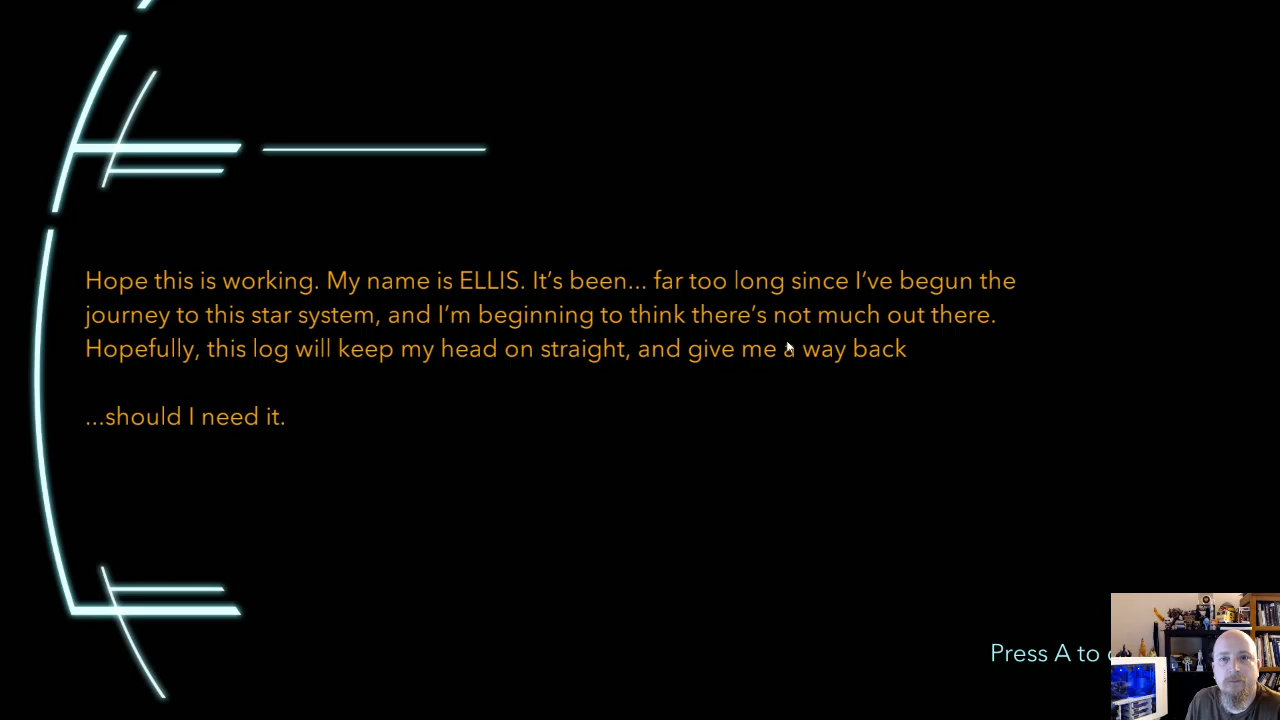 Hope this is working. My name is ELLIS. It's been... far too long since I've begun the
journey to this star system, and I'm beginning to think there's not much out there.
Hopefully, this log will keep my head on straight, and give me a way back
...should I need it.
Press A to